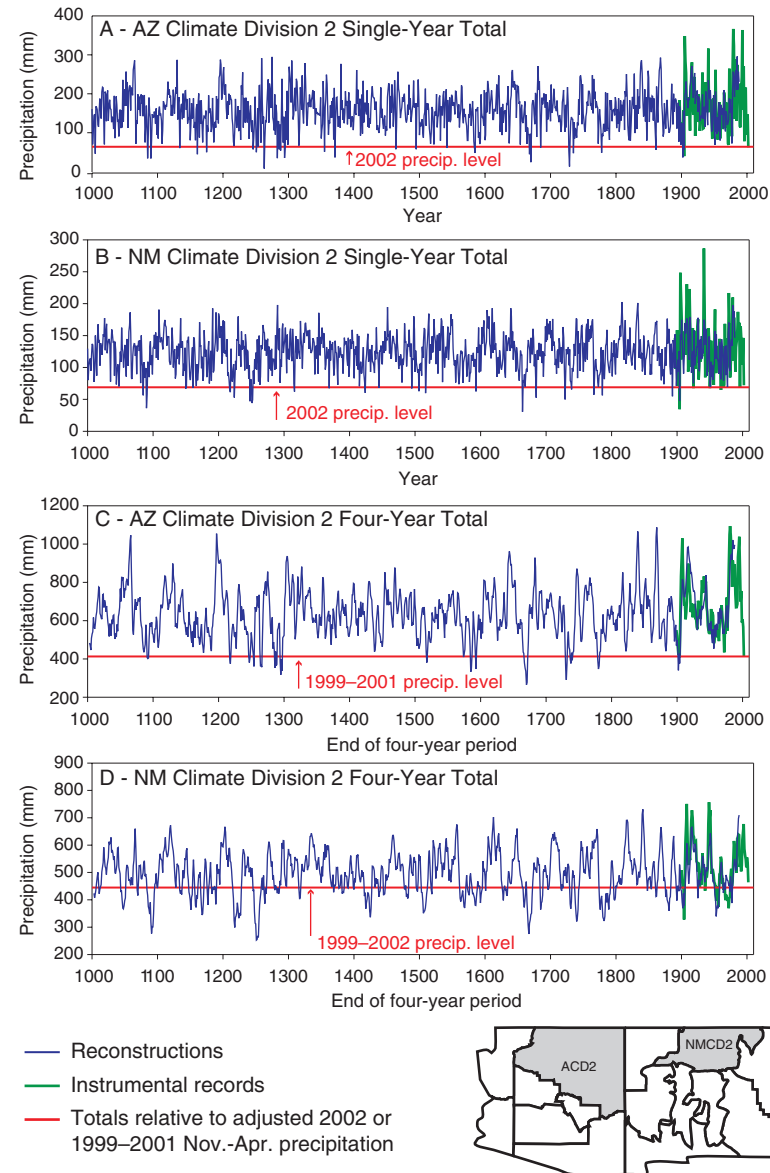 A - AZ Climate Division 2 Single-Year Total
Precipitation (mm)
400
300
200
100
0
2002 precip. level
1000 1100 1200 1300 1400 1500 1600 1700 1800 1900 2000
Year
B - NM Climate Division 2 Single-Year Total
Precipitation (mm)
300
250
200
150
100
50
0
2002 precip. level
1000 1100 1200 1300 1400 1500 1600 1700 1800 1900 2000
Year
C - AZ Climate Division 2 Four-Year Total
Precipitation (mm)
1200
1000
800
600
400
200
1999–2001 precip. level
1000 1100 1200 1300 1400 1500 1600 1700 1800 1900 2000
End of four-year period
D - NM Climate Division 2 Four-Year Total
Precipitation (mm)
900
800
700
600
500
400
300
200
1999–2002 precip. level
1000 1100 1200 1300 1400 1500 1600 1700 1800 1900 2000
End of four-year period
Reconstructions
Instrumental records
Totals relative to adjusted 2002 or
1999–2001 Nov.-Apr. precipitation
ACD2
NMCD2